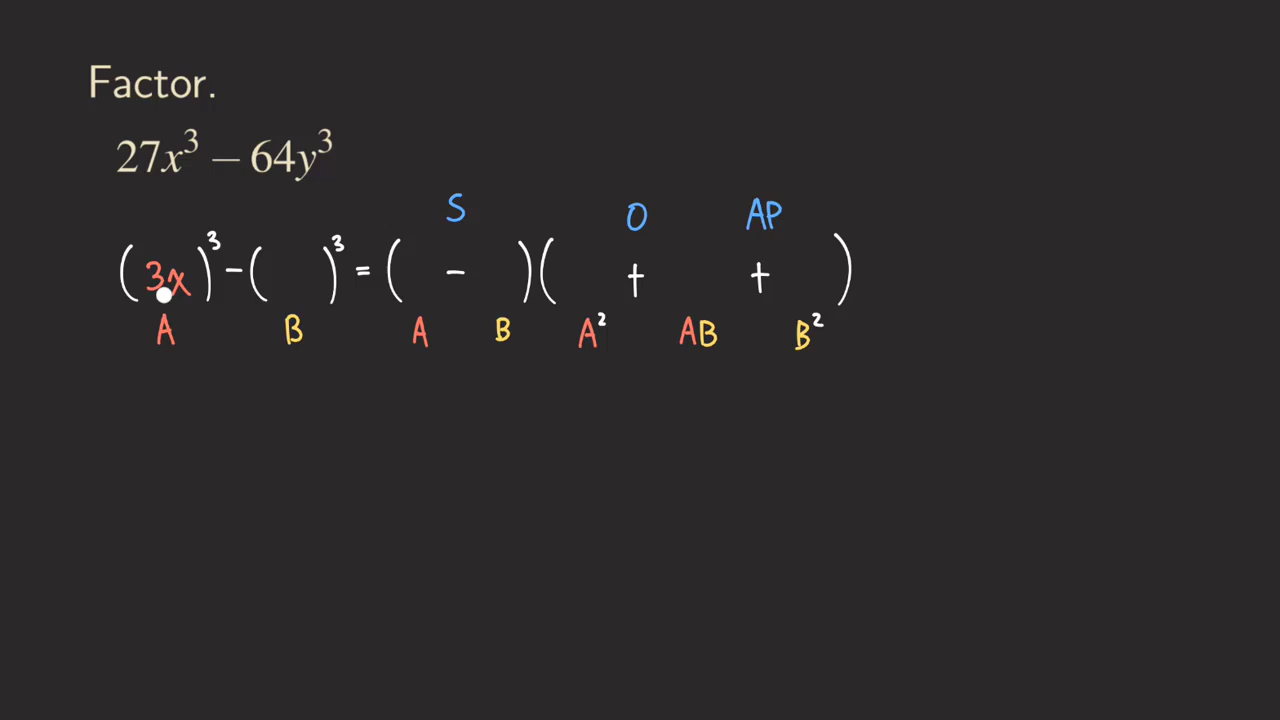 Factor.
27x³ − 64y³
S O AP
(3x)³ - ( )³ = ( - )( + + )
A B A B A² AB B²